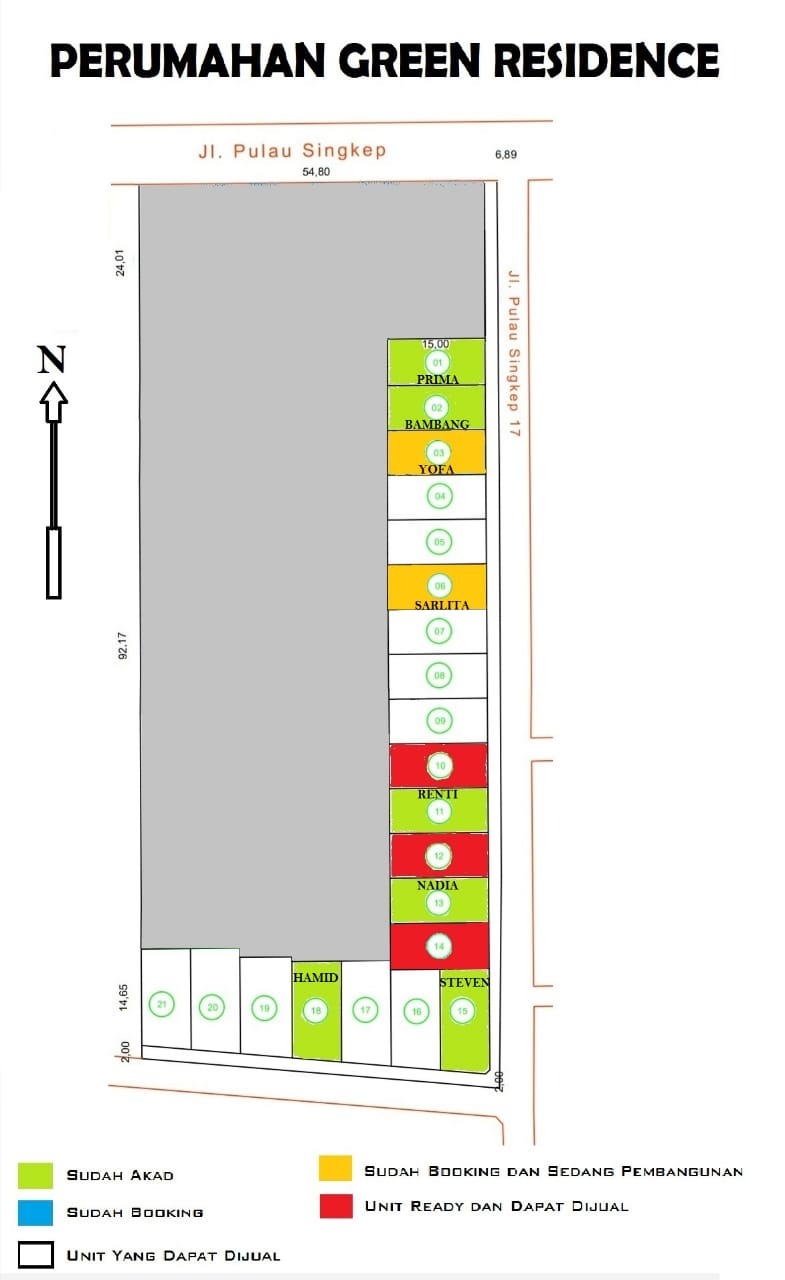 PERUMAHAN GREEN RESIDENCE
Jl. Pulau Singkep
6,89
54,80
24,01
Jl. Pulau Singkep 17
15,00
01
PRIMA
N
02
BAMBANG
03
YOFA
04
05
06
SARLITA
92,17
07
08
09
10
RENTI
11
12
NADIA
13
14
HAMID
STEVEN
14,65
21
20
19
18
17
16
15
2,00
2,00
SUDAH AKAD
SUDAH BOOKING DAN SEDANG PEMBANGUNAN
SUDAH BOOKING
UNIT READY DAN DAPAT DIJUAL
UNIT YANG DAPAT DIJUAL